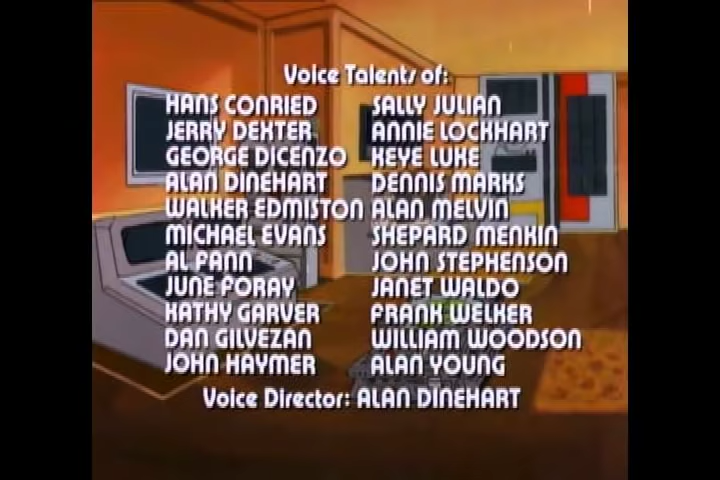 Voice Talents of:
HANS CONRIED SALLY JULIAN
JERRY DEXTER ANNIE LOCKHART
GEORGE DICENZO KEYE LUKE
ALAN DINEHART DENNIS MARKS
WALKER EDMISTON ALAN MELVIN
MICHAEL EVANS SHEPARD MENKIN
AL FANN JOHN STEPHENSON
JUNE FORAY JANET WALDO
KATHY GARVER FRANK WELKER
DAN GILVEZAN WILLIAM WOODSON
JOHN HAYMER ALAN YOUNG
Voice Director: ALAN DINEHART